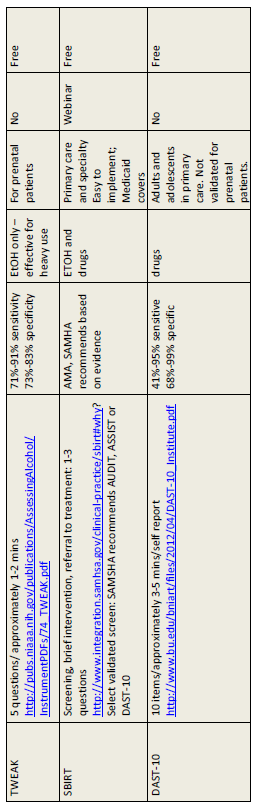 TWEAK
5 questions/approximately 1-2 mins
http://pubs.niaaa.nih.gov/publications/AssessingAlcohol/
InstrumentPDFs/74_TWEAK.pdf
71%-91% sensitivity
73%-83% specificity
EtOH only –
effective for
heavy use
For prenatal
patients
No
Free
SBIRT
Screening, brief intervention, referral to treatment: 1-3
questions
http://www.integration.samhsa.gov/clinical-practice/sbirt#why?
Select validated screen: SAMSHA recommends AUDIT, ASSIST or
DAST-10
AMA, SAMHA
recommends based
on evidence
ETOH and
drugs
Primary care
and specialty
Easy to
implement;
Medicaid
covers
Webinar
Free
DAST-10
10 items/approximately 3-5 mins/self report
http://www.bu.edu/bniart/files/2012/04/DAST-10_Institute.pdf
41%-95% sensitive
68%-99% specific
drugs
Adults and
adolescents
in primary
care. Not
validated for
prenatal
patients.
No
Free